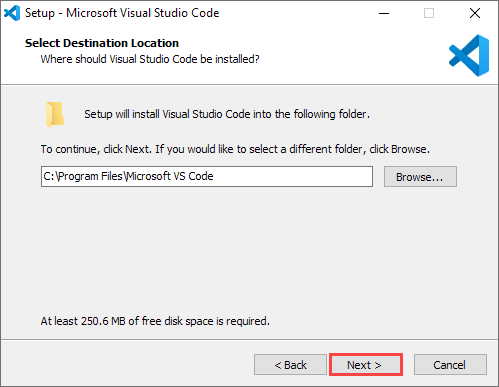 Setup - Microsoft Visual Studio Code
Select Destination Location
Where should Visual Studio Code be installed?
Setup will install Visual Studio Code into the following folder.
To continue, click Next. If you would like to select a different folder, click Browse.
C:\Program Files\Microsoft VS Code
Browse...
At least 250.6 MB of free disk space is required.
< Back
Next >
Cancel